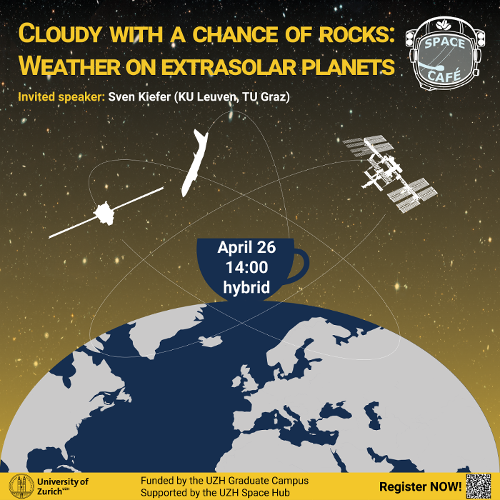 CLOUDY WITH A CHANCE OF ROCKS:
WEATHER ON EXTRASOLAR PLANETS
SPACE
CAFÉ
Invited speaker: Sven Kiefer (KU Leuven, TU Graz)
April 26
14:00
hybrid
University of
Zurich
Funded by the UZH Graduate Campus
Supported by the UZH Space Hub
Register NOW!